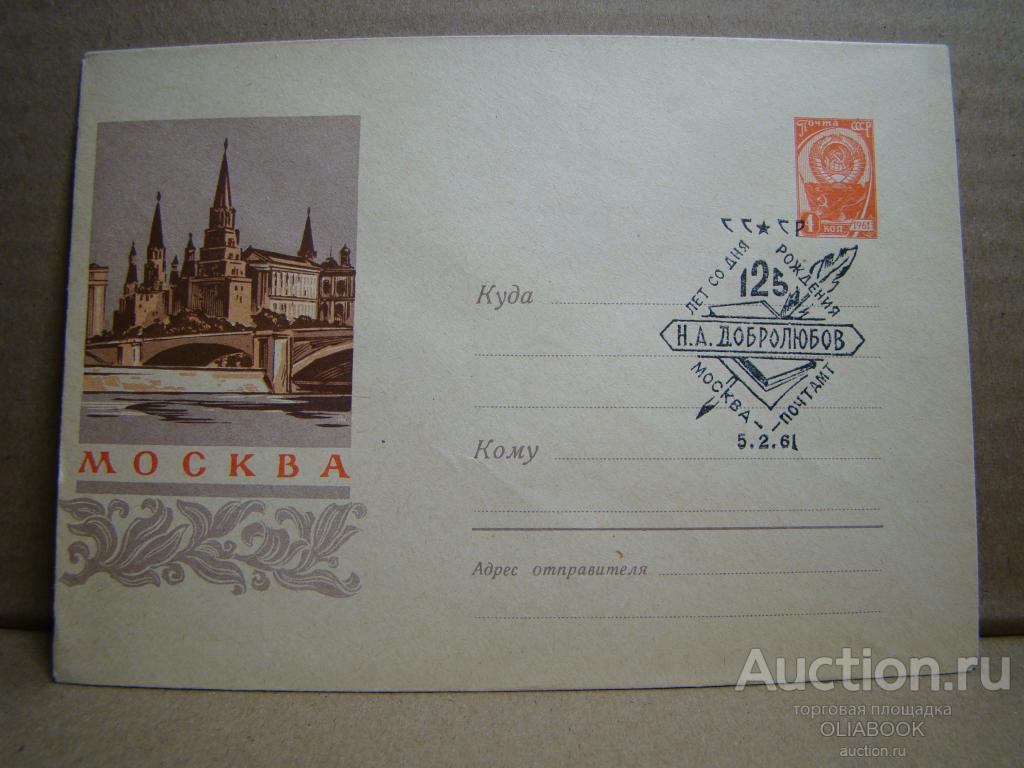 МОСКВА
Почта СССР
4 коп 1961
СССР
125
ЛЕТ СО ДНЯ РОЖДЕНИЯ
Н.А. ДОБРОЛЮБОВ
МОСКВА-ПОЧТАМТ
5.2.61
Куда
Кому
Адрес отправителя
Auction.ru
торговая площадка
OLIABOOK
auction.ru